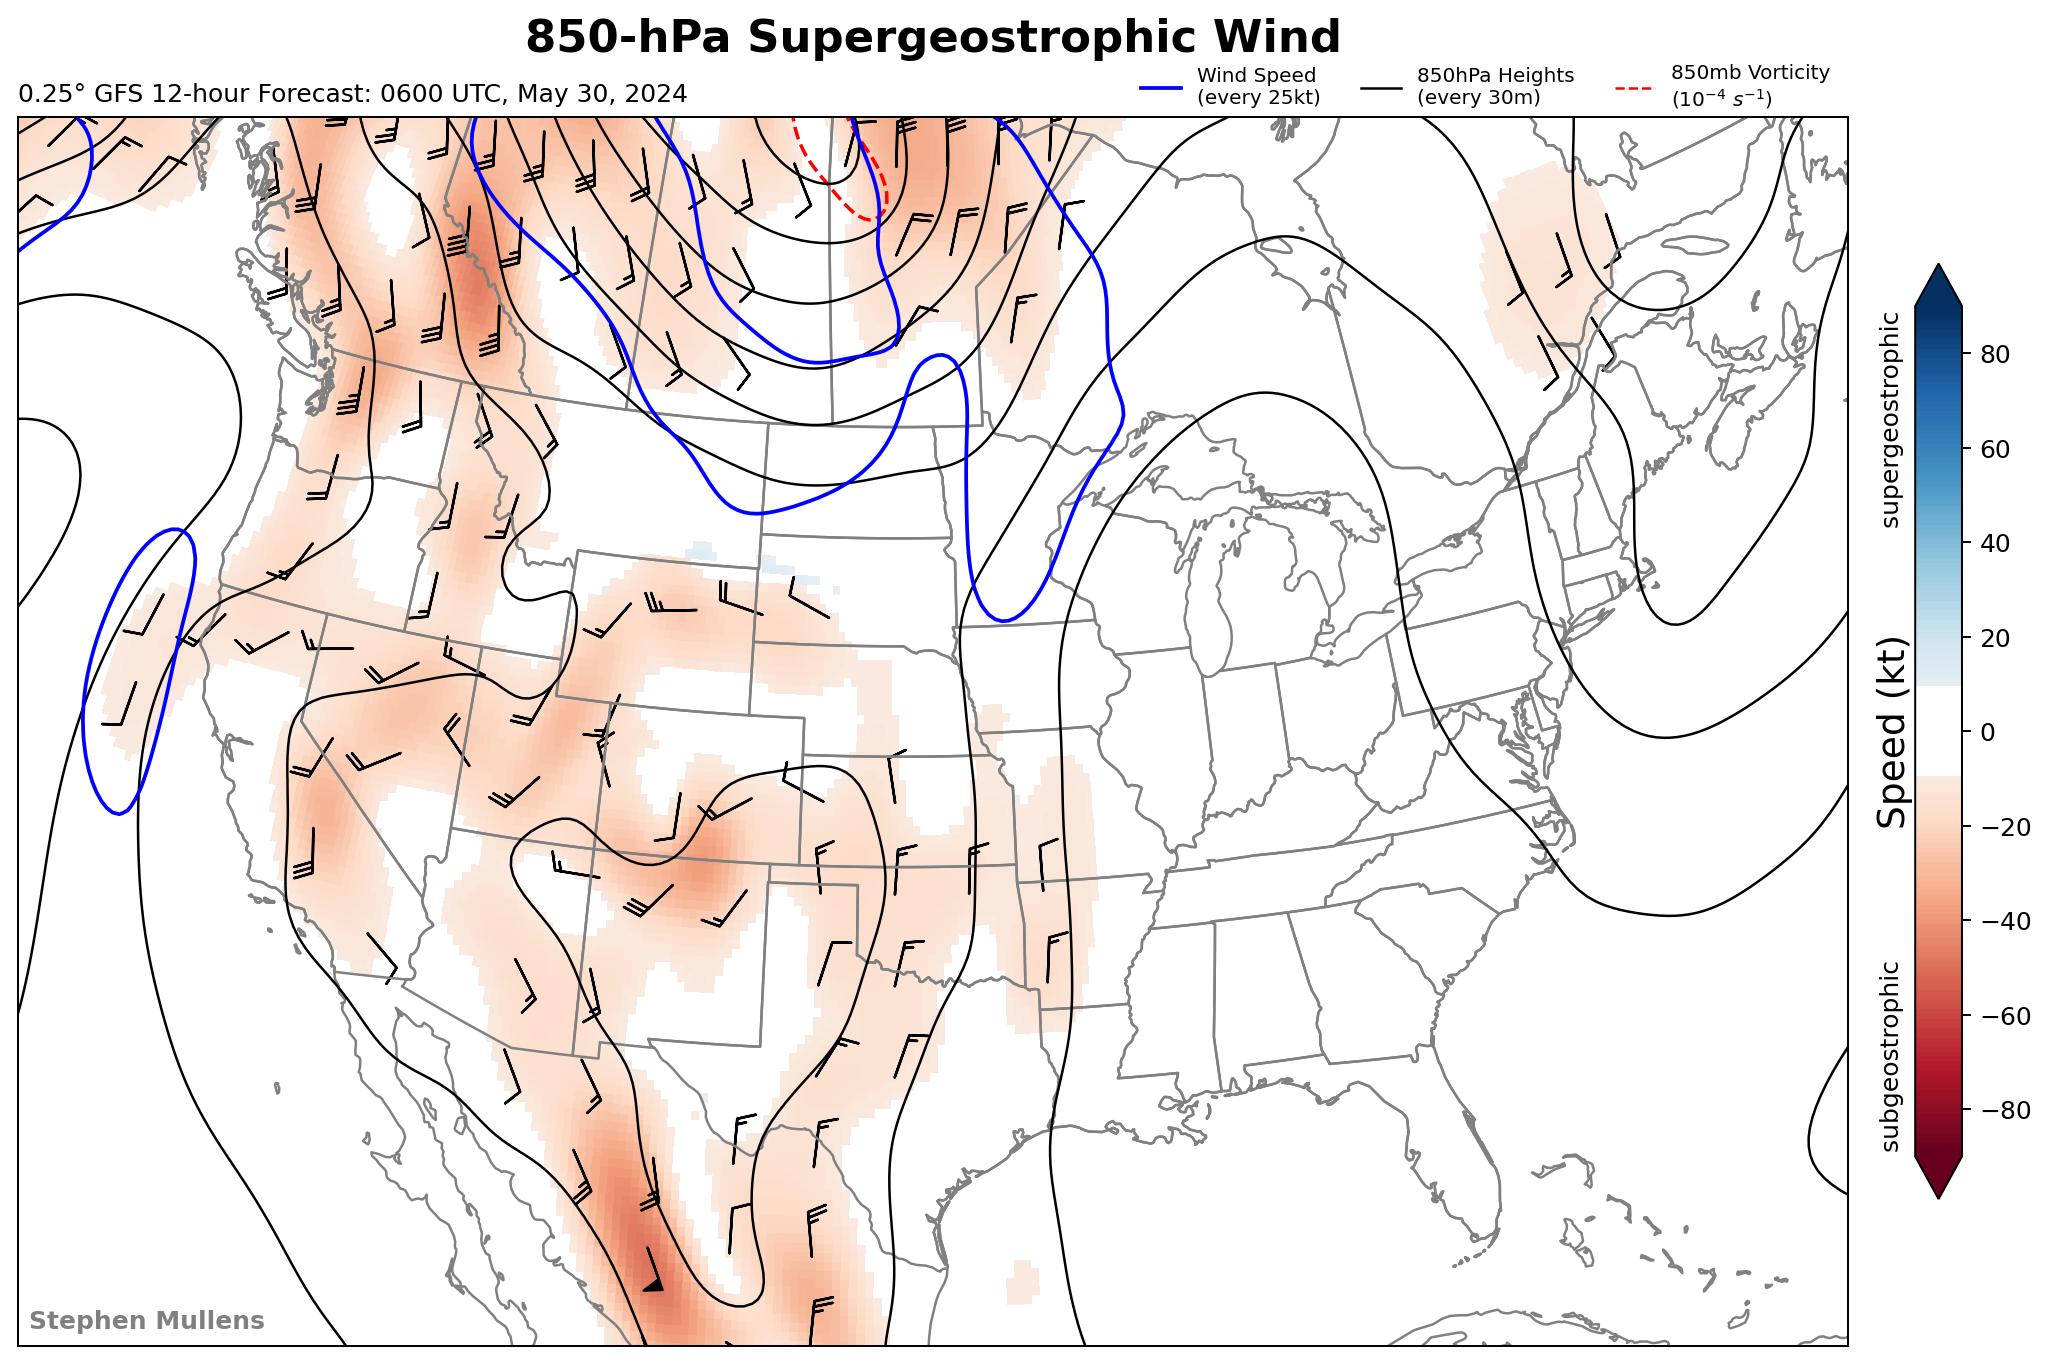 850-hPa Supergeostrophic Wind
0.25° GFS 12-hour Forecast: 0600 UTC, May 30, 2024
Wind Speed
(every 25kt)
850hPa Heights
(every 30m)
850mb Vorticity
(10⁻⁴ s⁻¹)
supergeostrophic
Speed (kt)
subgeostrophic
80
60
40
20
0
−20
−40
−60
−80
Stephen Mullens